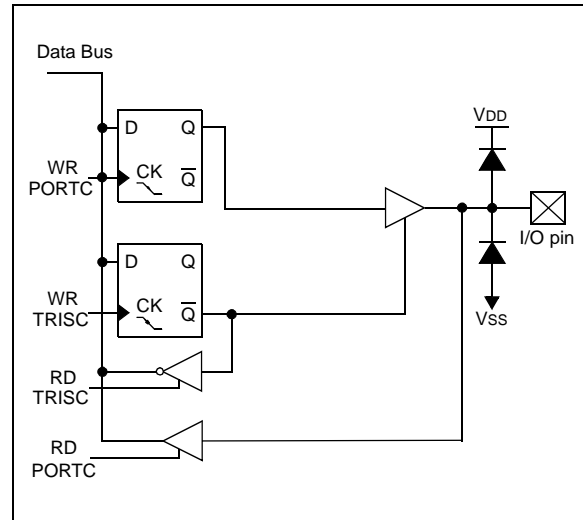 Data Bus
D Q
WR
PORTC
CK
Q
VDD
I/O pin
VSS
D Q
WR
TRISC
CK
Q
RD
TRISC
RD
PORTC